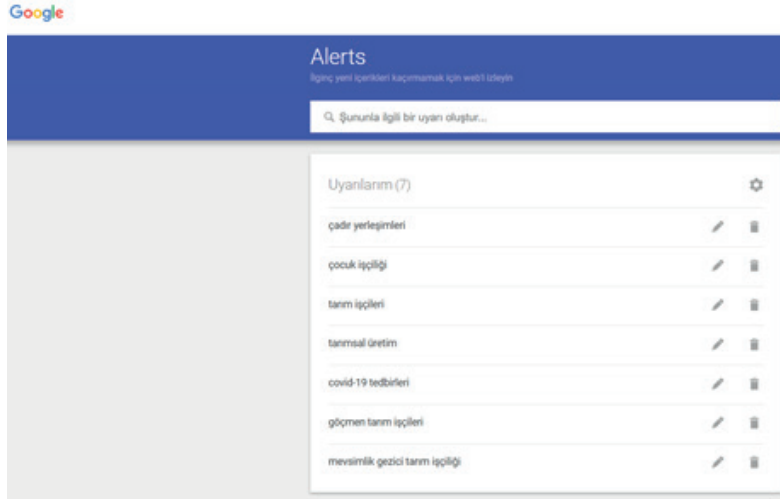 Google
Alerts
İlginç yeni içerikleri kaçırmamak için web'i izleyin
Şununla ilgili bir uyarı oluştur...
Uyarılarım (7)
çadır yerleşimleri
çocuk işçiliği
tarım işçileri
tarımsal üretim
covid-19 tedbirleri
göçmen tarım işçileri
mevsimlik gezici tarım işçiliği